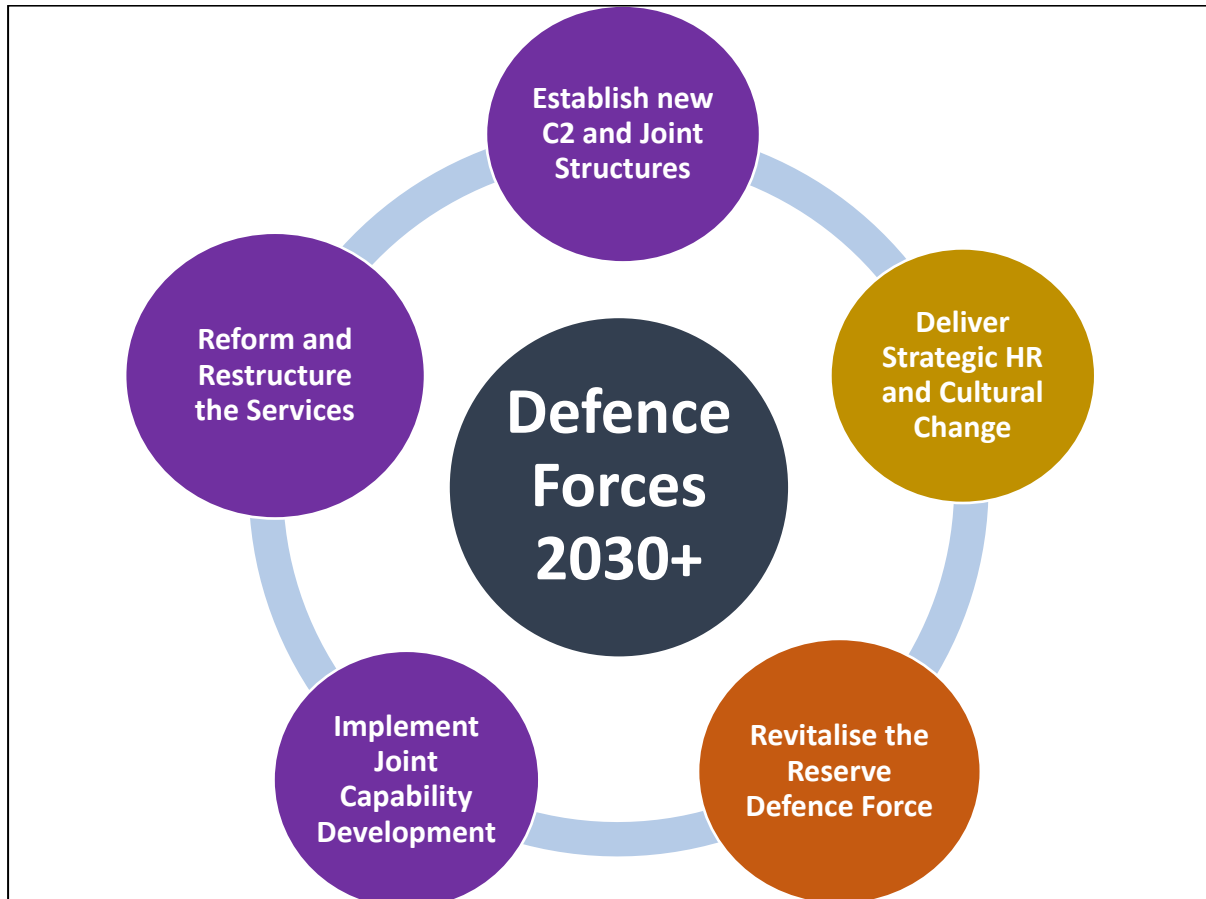 Establish new
C2 and Joint
Structures
Deliver
Strategic HR
and Cultural
Change
Revitalise the
Reserve
Defence Force
Implement
Joint
Capability
Development
Reform and
Restructure
the Services
Defence
Forces
2030+